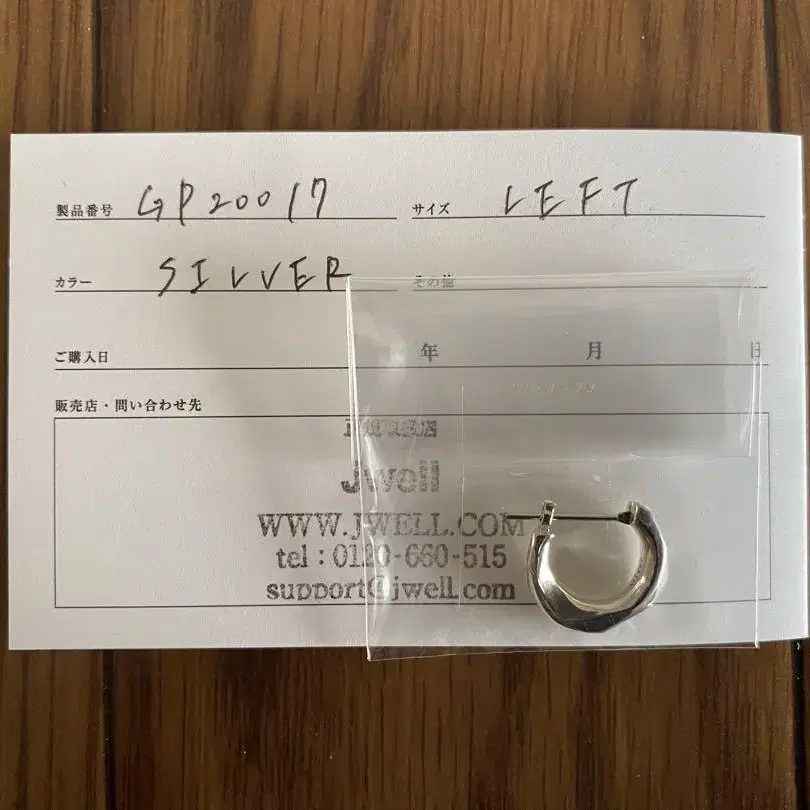 製品番号 GP20017 サイズ LEFT
カラー SILVER その他
ご購入日 年 月 日
販売店・問い合わせ先
Jwell
WWW.JWELL.COM
tel:0120-660-515
support@jwell.com